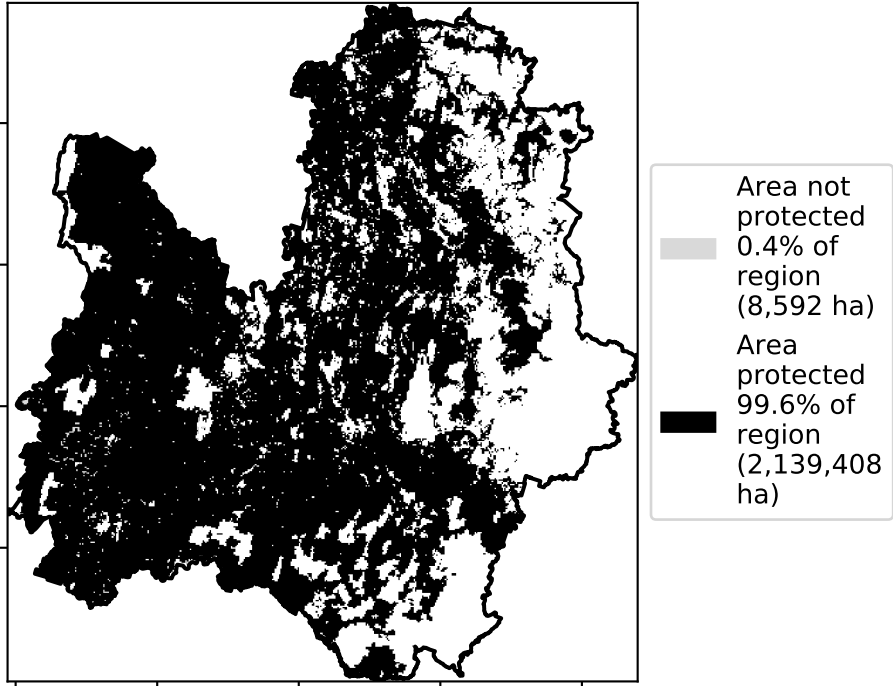 Area not
protected
0.4% of
region
(8,592 ha)
Area
protected
99.6% of
region
(2,139,408
ha)